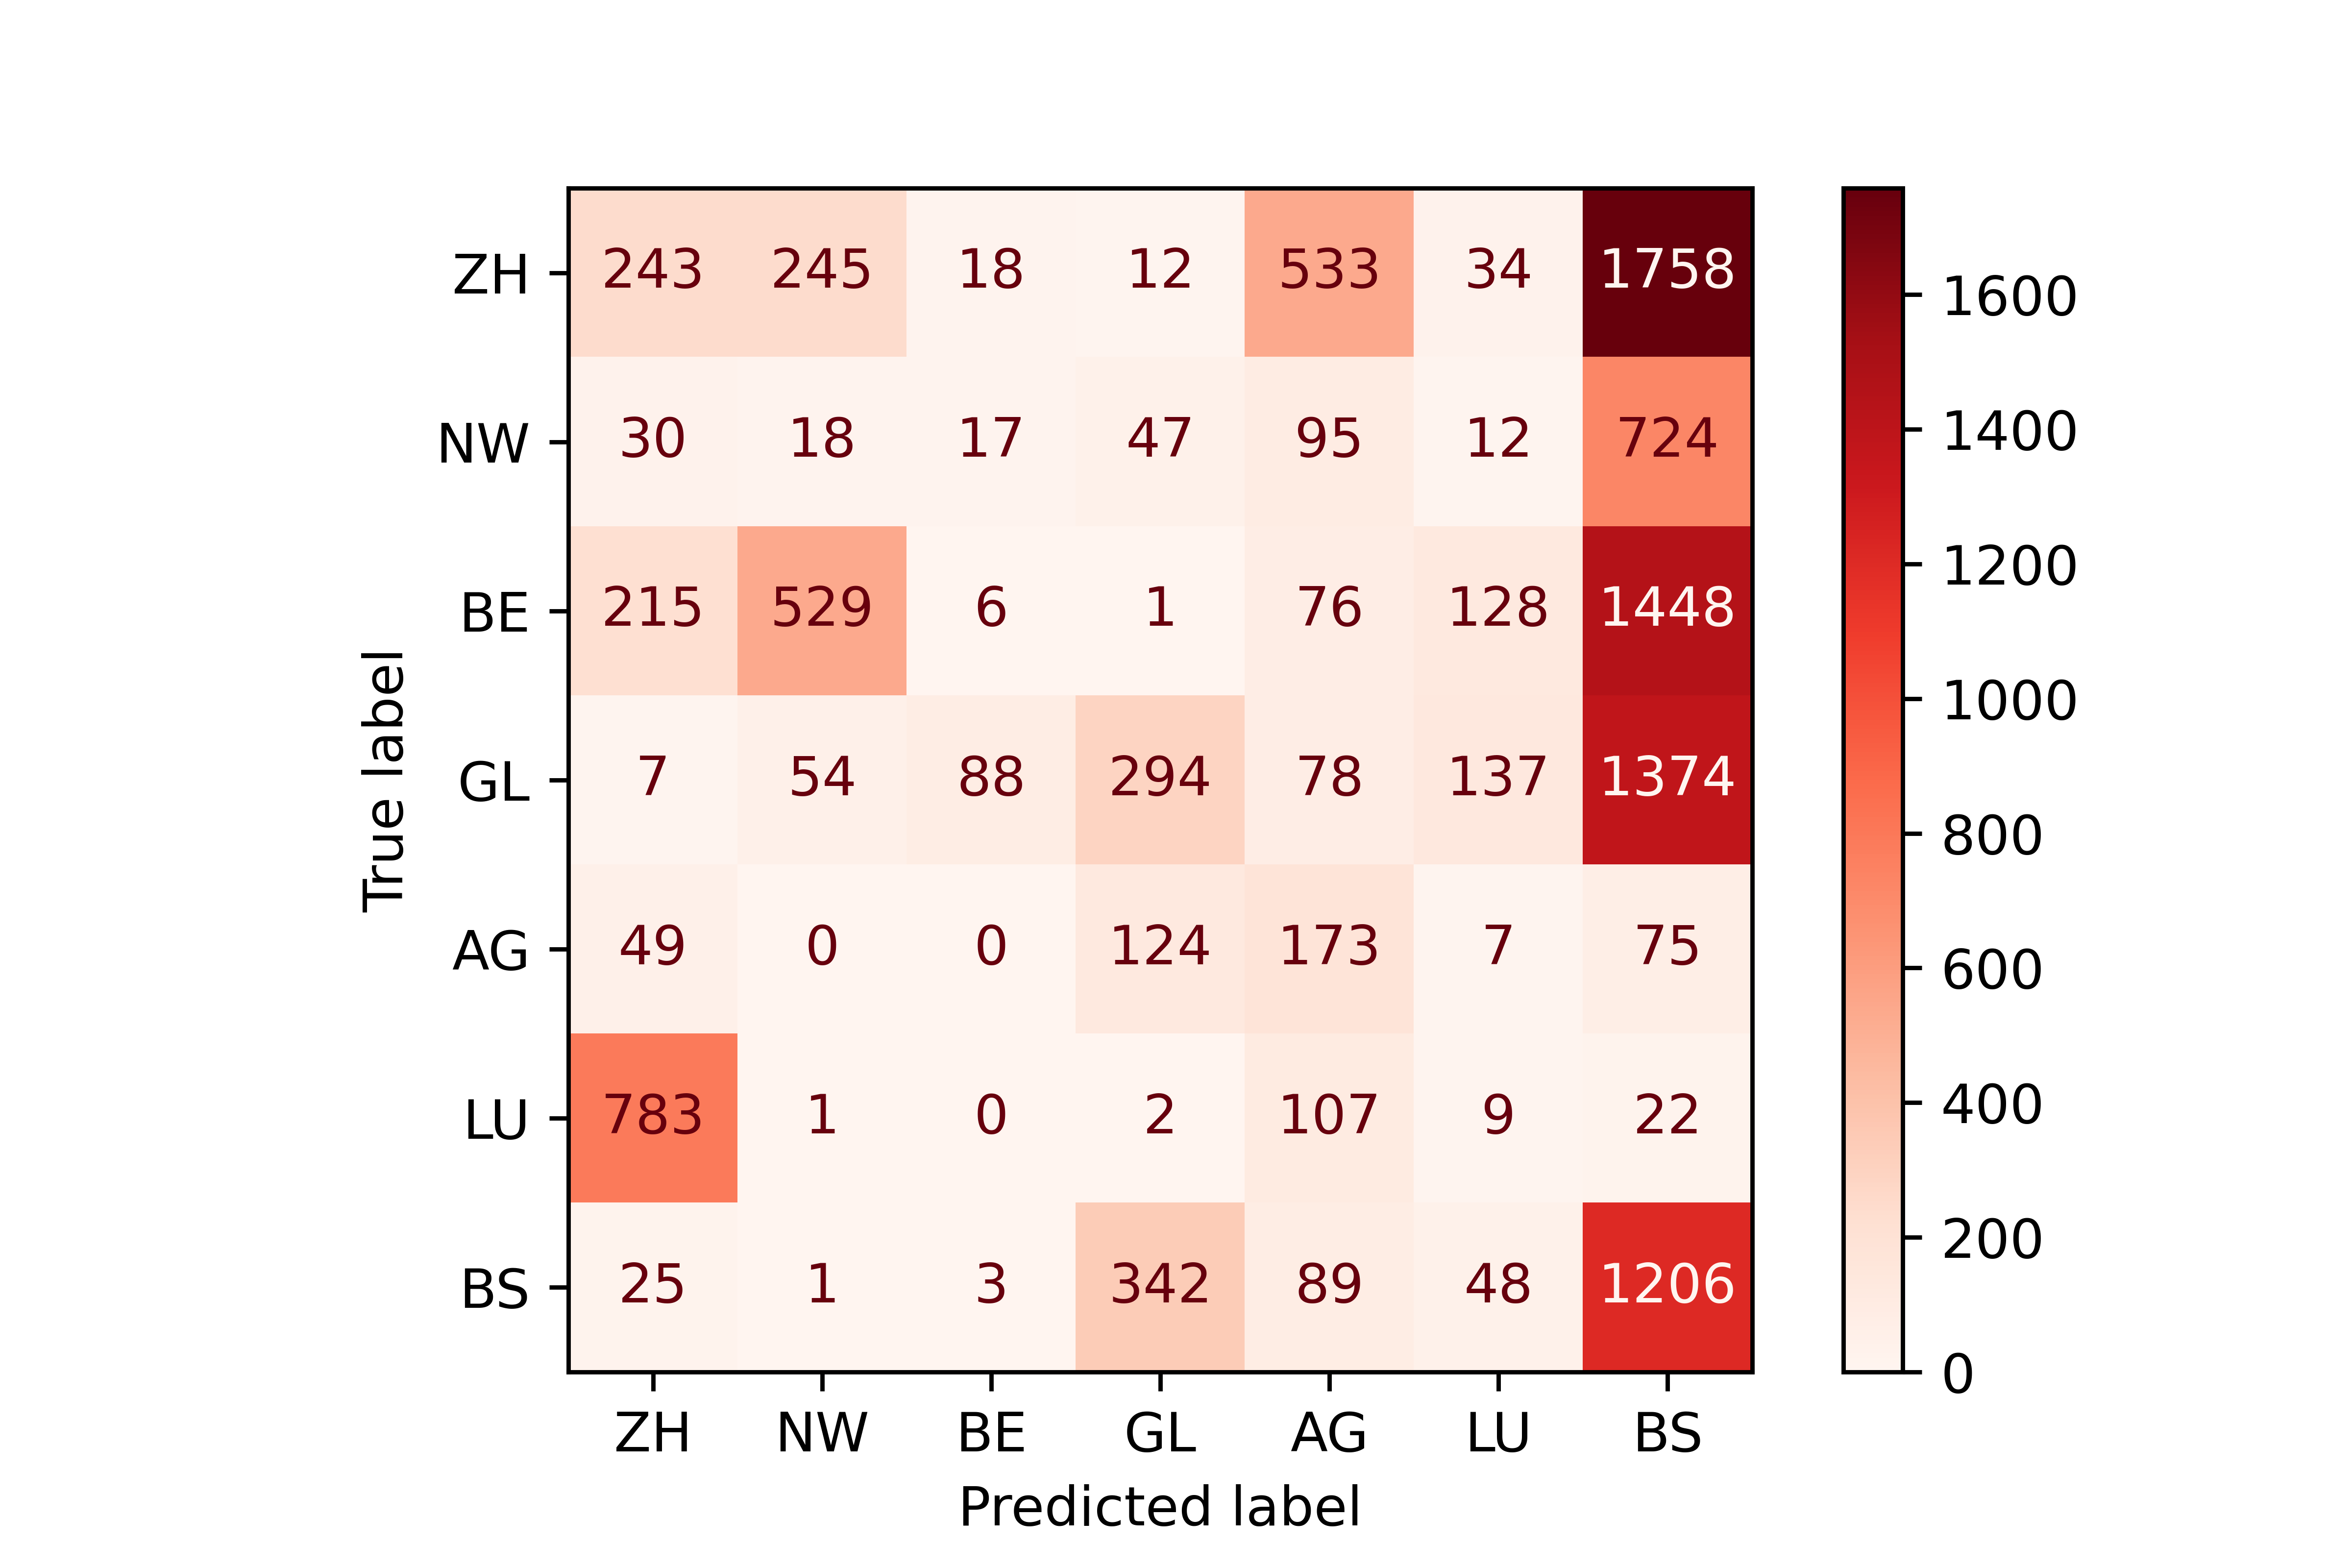 ZH 243 245 18 12 533 34 1758
NW 30 18 17 47 95 12 724
BE 215 529 6 1 76 128 1448
GL 7 54 88 294 78 137 1374
AG 49 0 0 124 173 7 75
LU 783 1 0 2 107 9 22
BS 25 1 3 342 89 48 1206
ZH NW BE GL AG LU BS
Predicted label
True label
1600
1400
1200
1000
800
600
400
200
0